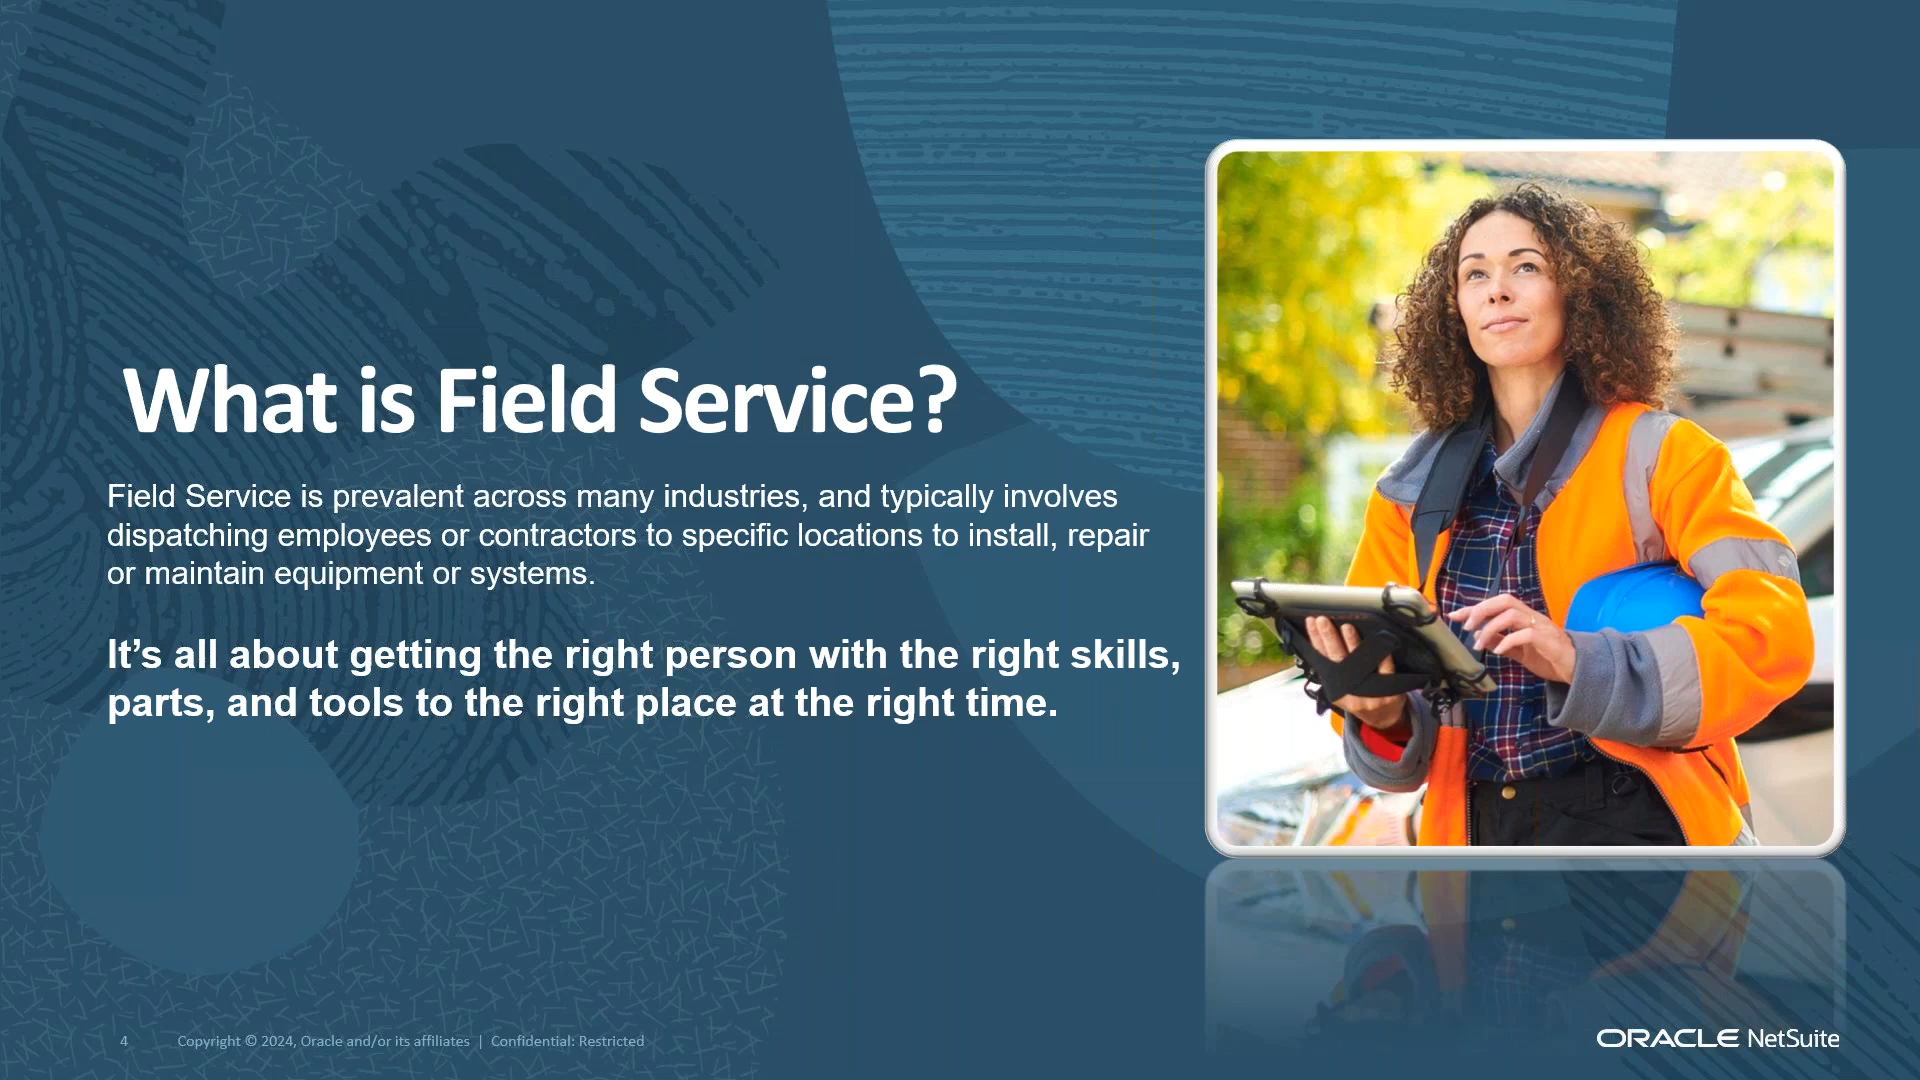 What is Field Service?
Field Service is prevalent across many industries, and typically involves
dispatching employees or contractors to specific locations to install, repair
or maintain equipment or systems.
It’s all about getting the right person with the right skills,
parts, and tools to the right place at the right time.
4 Copyright © 2024, Oracle and/or its affiliates | Confidential: Restricted
ORACLE NetSuite